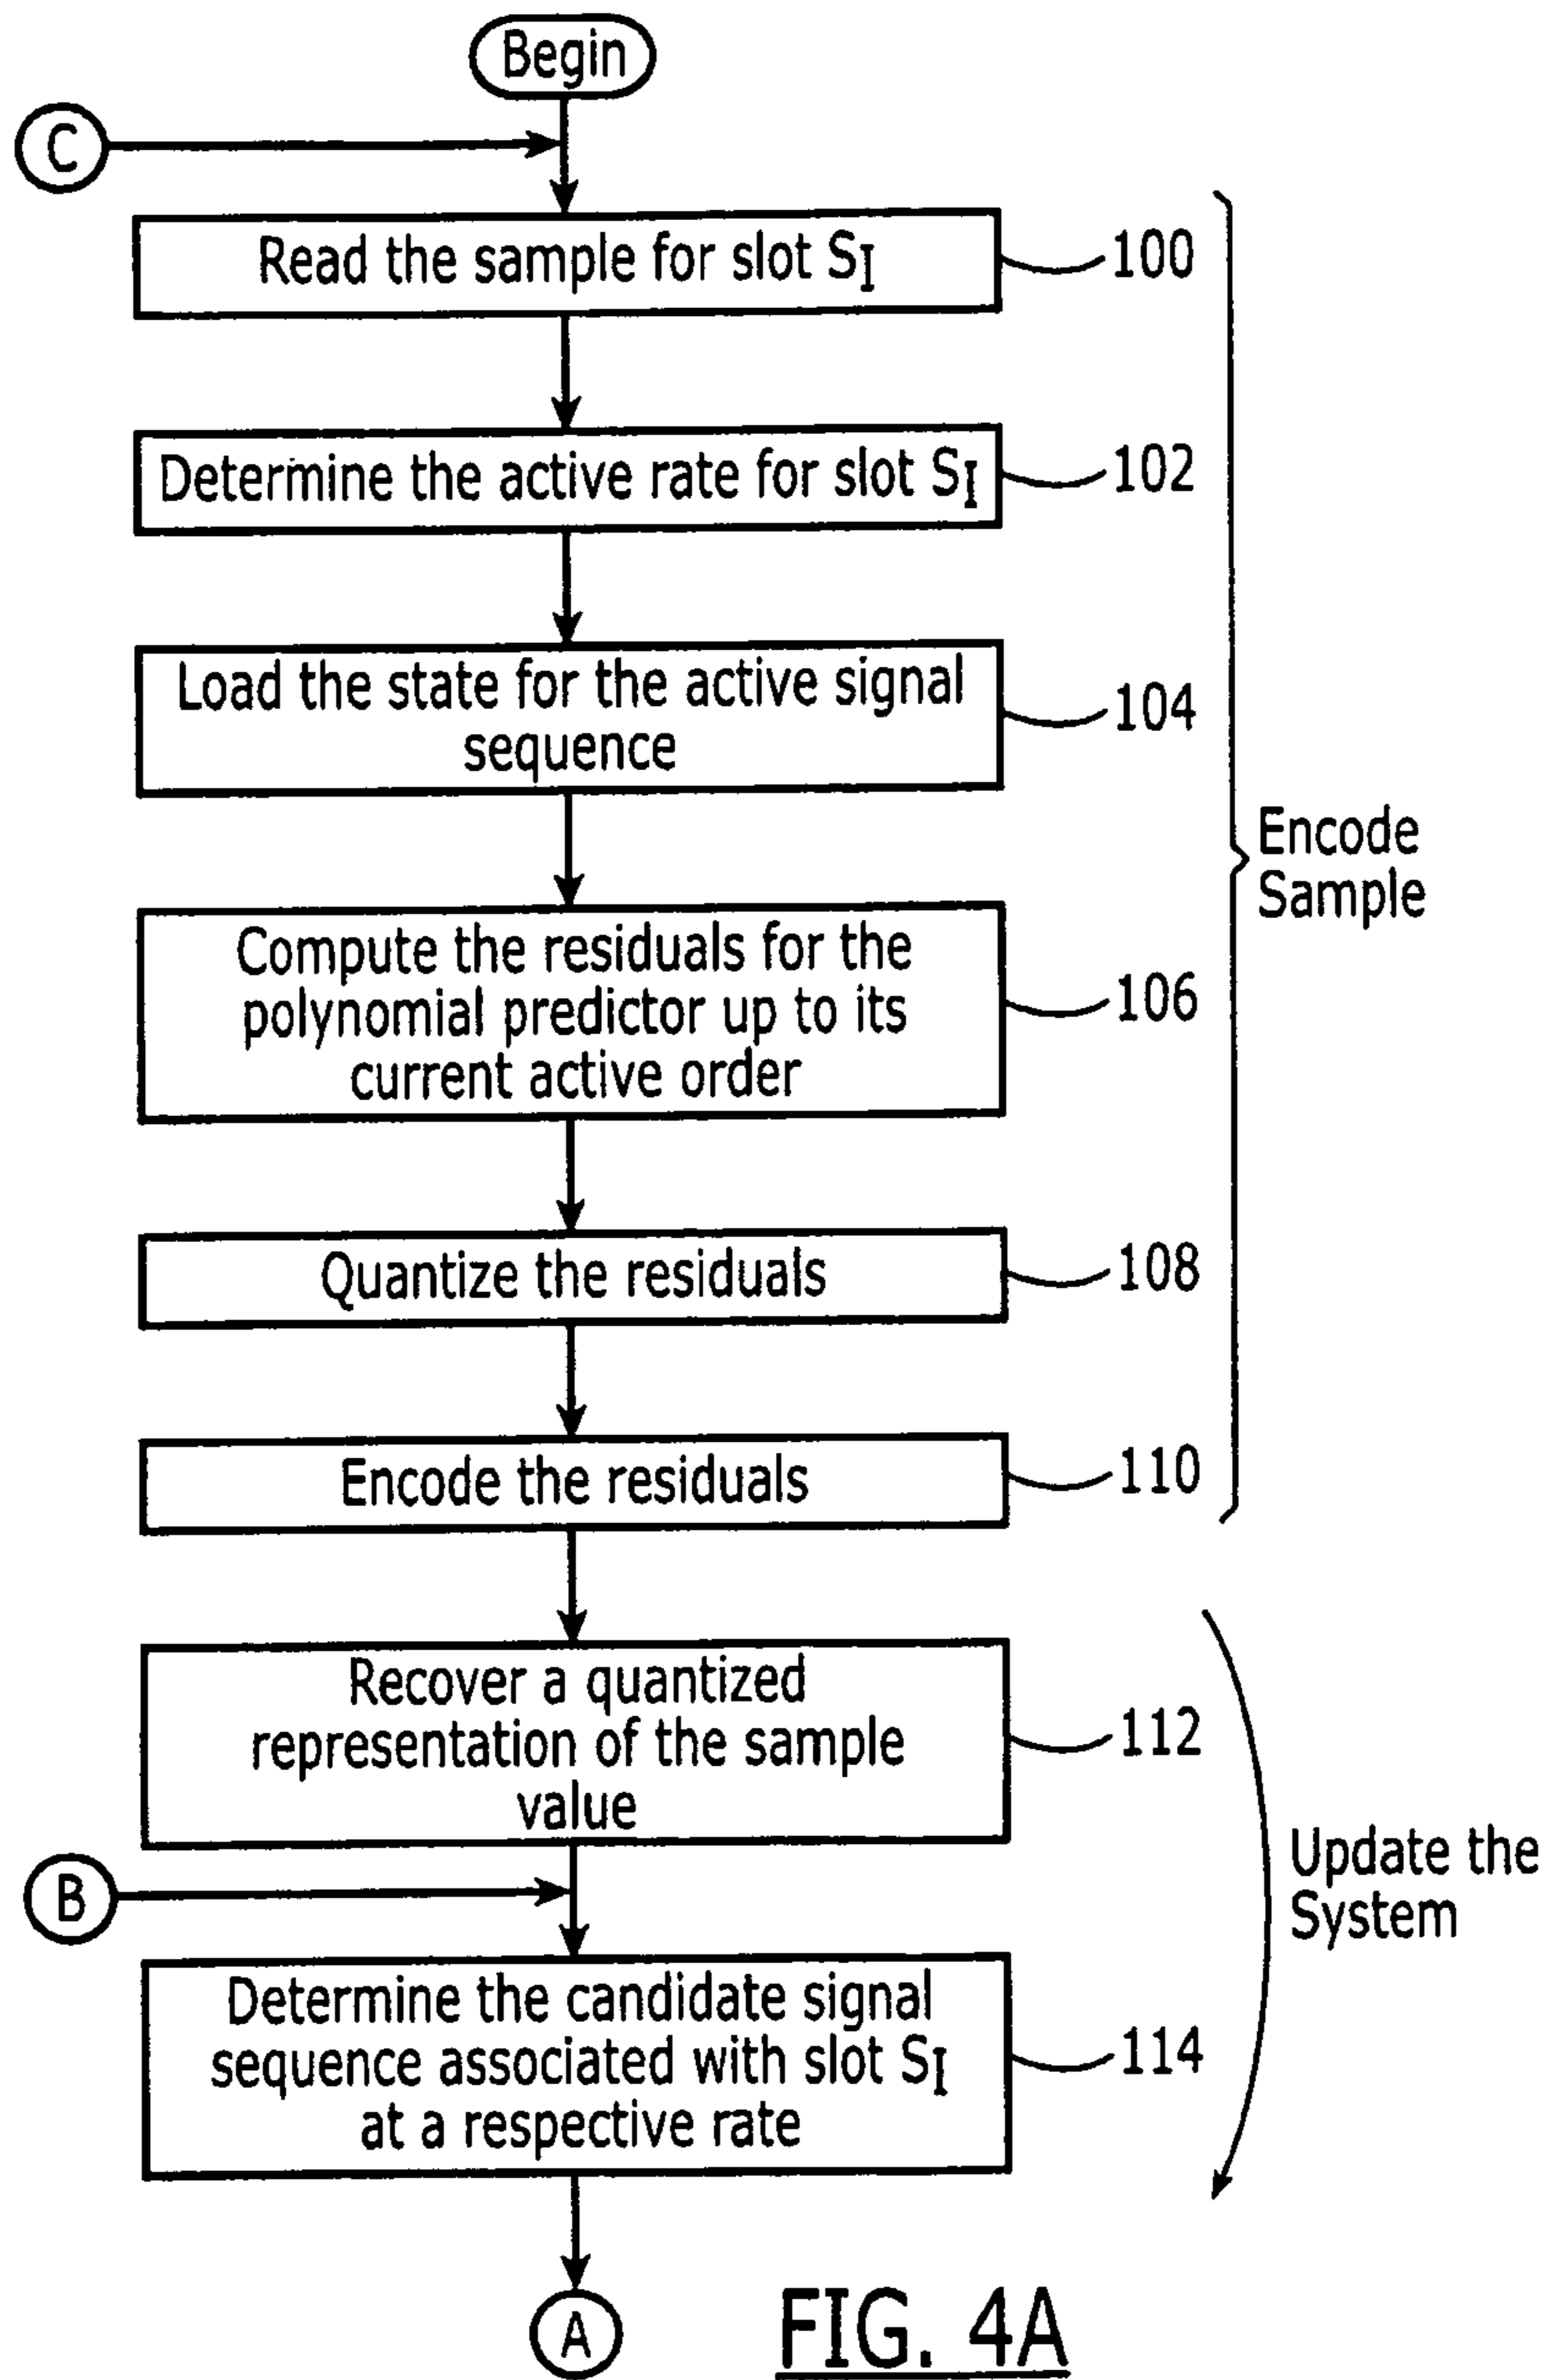 Begin
C
Read the sample for slot SI
100
Determine the active rate for slot SI
102
Load the state for the active signal
sequence
104
Encode
Sample
Compute the residuals for the
polynomial predictor up to its
current active order
106
Quantize the residuals
108
Encode the residuals
110
Recover a quantized
representation of the sample
value
112
B
Update the
System
Determine the candidate signal
sequence associated with slot SI
at a respective rate
114
A
FIG. 4A